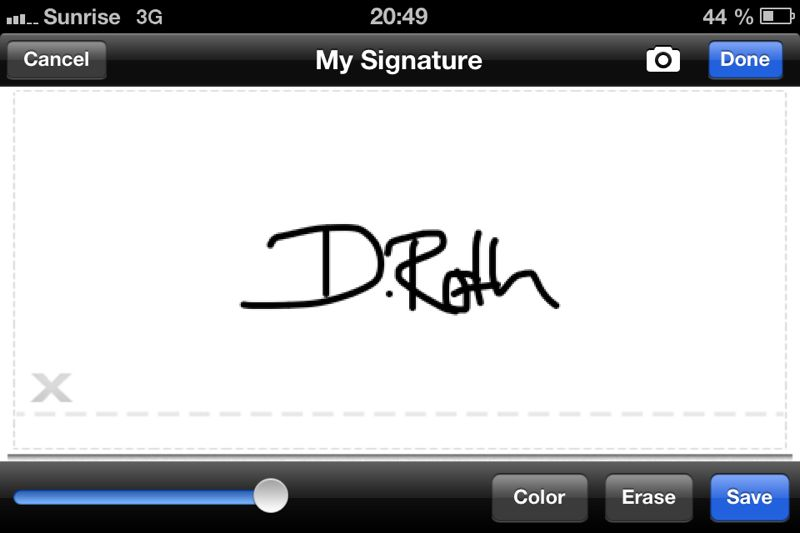 Sunrise 3G 20:49 44 %
Cancel My Signature Done
D.Roth
X
Color Erase Save